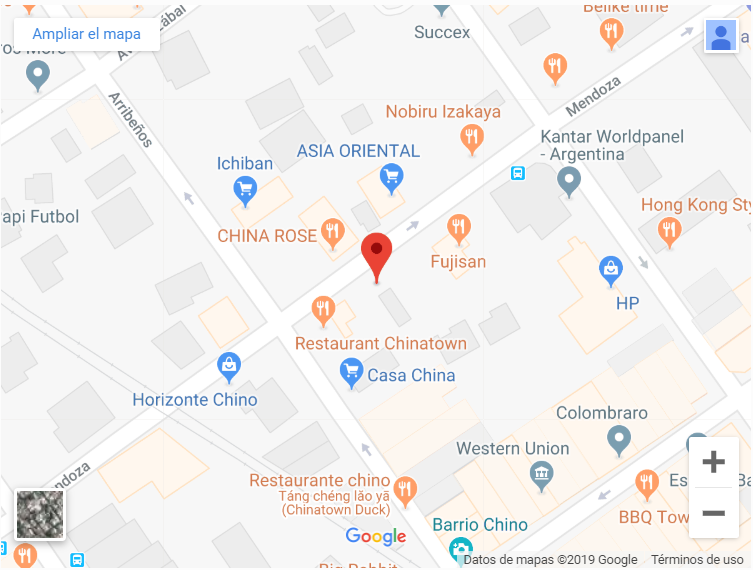 Belike time
Ampliar el mapa
Succex
Arribeños
Mendoza
Nobiru Izakaya
Kantar Worldpanel
- Argentina
ASIA ORIENTAL
Ichiban
api Futbol
Hong Kong Sty
CHINA ROSE
Fujisan
HP
Restaurant Chinatown
Casa China
Horizonte Chino
Colombraro
Western Union
ndoza
Restaurante chino
Táng chéng lǎo yā
(Chinatown Duck)
BBQ Tow
Google
Barrio Chino
Big Rabbit
Datos de mapas ©2019 Google
Términos de uso